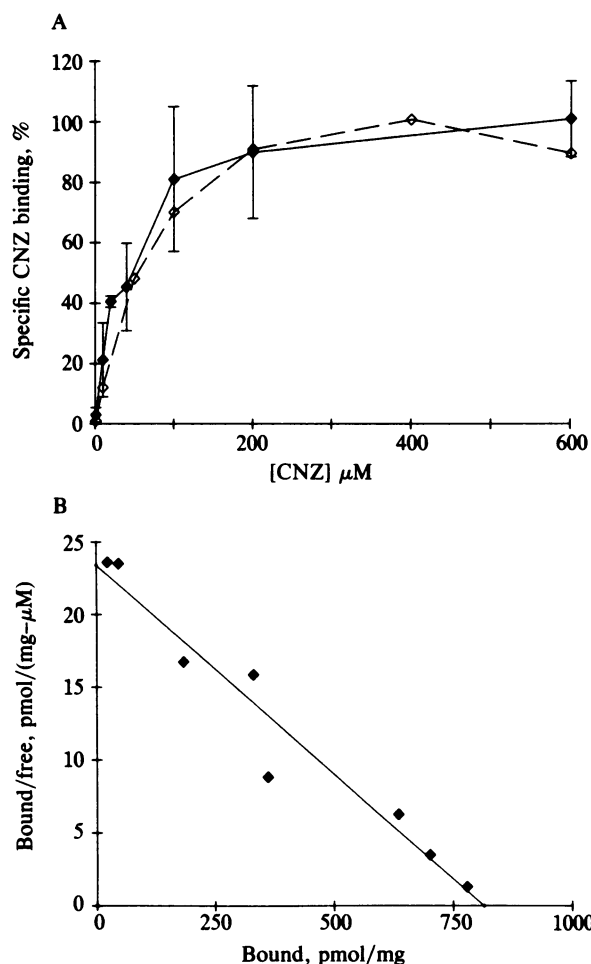 A
120
100
80
60
40
20
0
Specific CNZ binding, %
0 200 400 600
[CNZ] μM
B
25
20
15
10
5
0
Bound/free, pmol/(mg–μM)
0 250 500 750 1000
Bound, pmol/mg